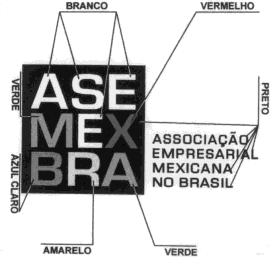 BRANCO
VERMELHO
VERDE
PRETO
ASE
MEX
BRA
ASSOCIAÇÃO
EMPRESARIAL
MEXICANA
NO BRASIL
AZUL CLARO
AMARELO
VERDE